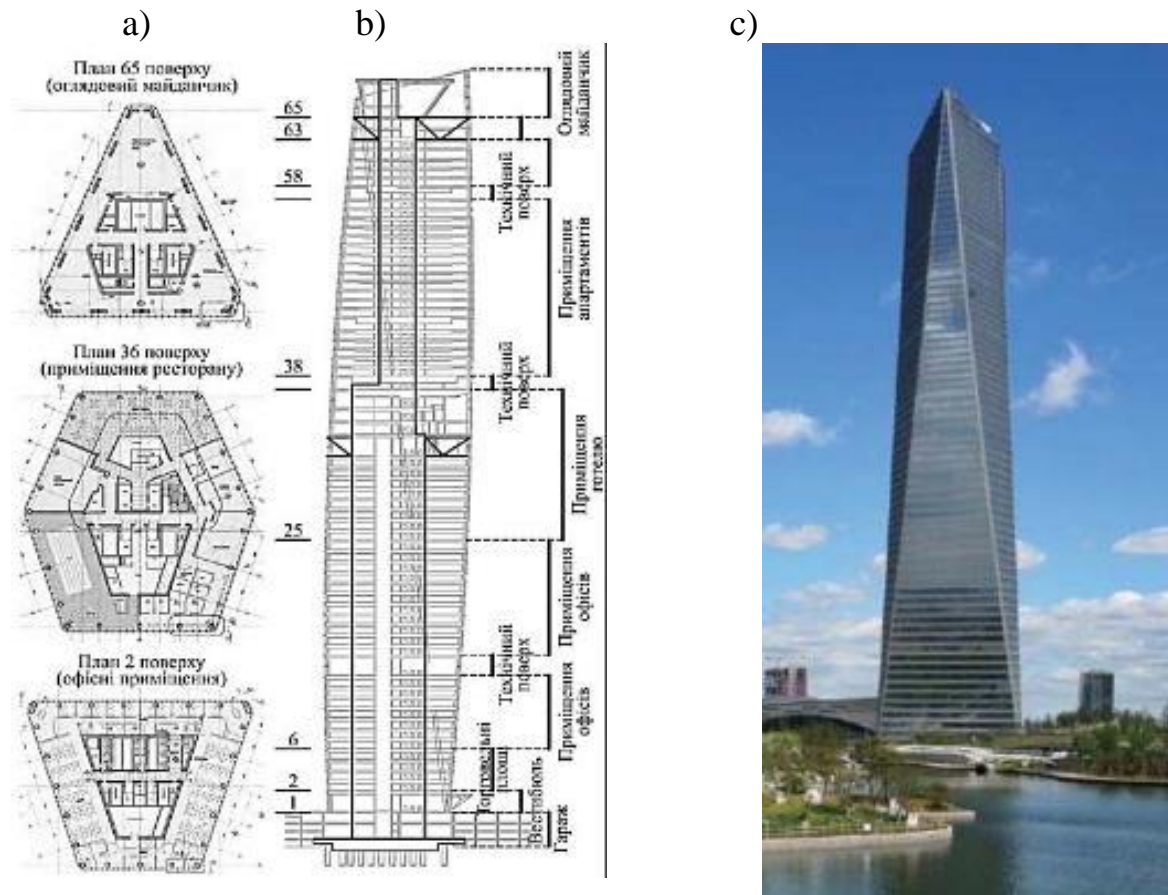 a)
b)
c)
План 65 поверху
(оглядовий майданчик)
План 36 поверху
(приміщення ресторану)
План 2 поверху
(офісні приміщення)
65
63
58
38
25
6
2
1
Оглядовий
майданчик
Технічний
поверх
Приміщення
апартаментів
Технічний
поверх
Приміщення
готелю
Приміщення
офісів
Технічний
поверх
Приміщення
офісів
Торговельні
площі
Вестибюль
Гараж